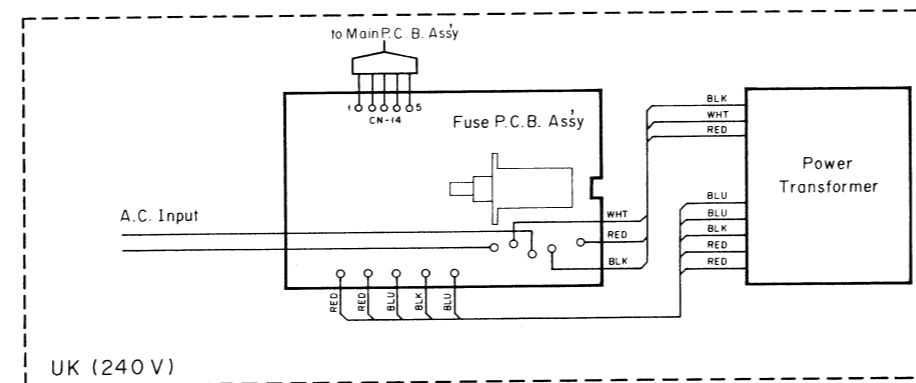 to Main P.C.B. Ass'y
1 5
CN-14
Fuse P.C.B. Ass'y
BLK
WHT
RED
Power
Transformer
A.C. Input
WHT
RED
BLK
BLU
BLU
BLK
RED
RED
RED
RED
BLU
BLK
BLU
UK (240V)